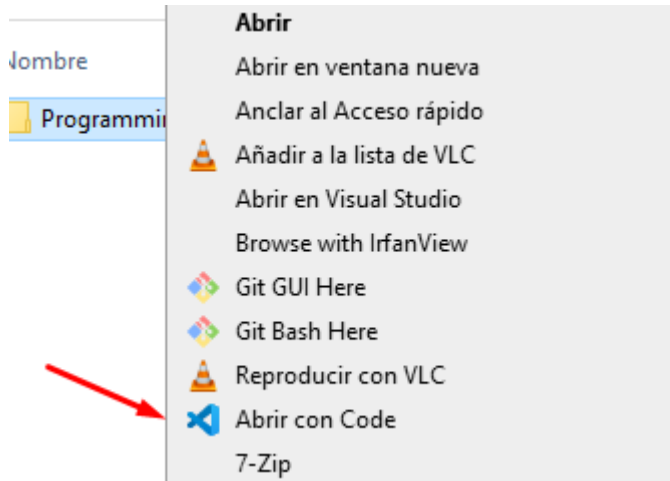 Abrir
Nombre
Abrir en ventana nueva
Anclar al Acceso rápido
Programmi
Añadir a la lista de VLC
Abrir en Visual Studio
Browse with IrfanView
Git GUI Here
Git Bash Here
Reproducir con VLC
Abrir con Code
7-Zip